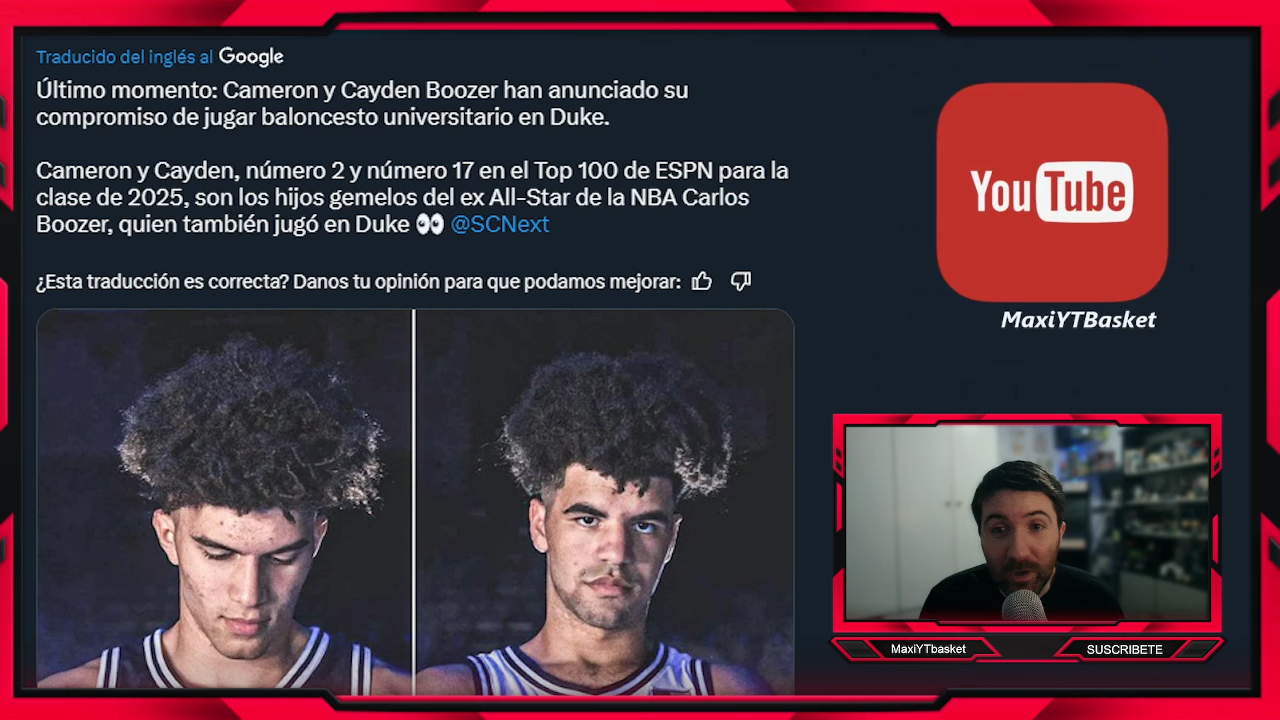 Traducido del inglés al Google
Último momento: Cameron y Cayden Boozer han anunciado su
compromiso de jugar baloncesto universitario en Duke.
Cameron y Cayden, número 2 y número 17 en el Top 100 de ESPN para la
clase de 2025, son los hijos gemelos del ex All-Star de la NBA Carlos
Boozer, quien también jugó en Duke 👀 @SCNext
¿Esta traducción es correcta? Danos tu opinión para que podamos mejorar:
YouTube
MaxiYTBasket
MaxiYTbasket
SUSCRIBETE